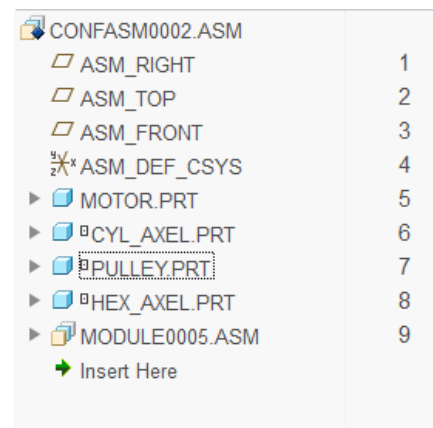 CONFASM0002.ASM
ASM_RIGHT 1
ASM_TOP 2
ASM_FRONT 3
ASM_DEF_CSYS 4
MOTOR.PRT 5
CYL_AXEL.PRT 6
PULLEY.PRT 7
HEX_AXEL.PRT 8
MODULE0005.ASM 9
Insert Here